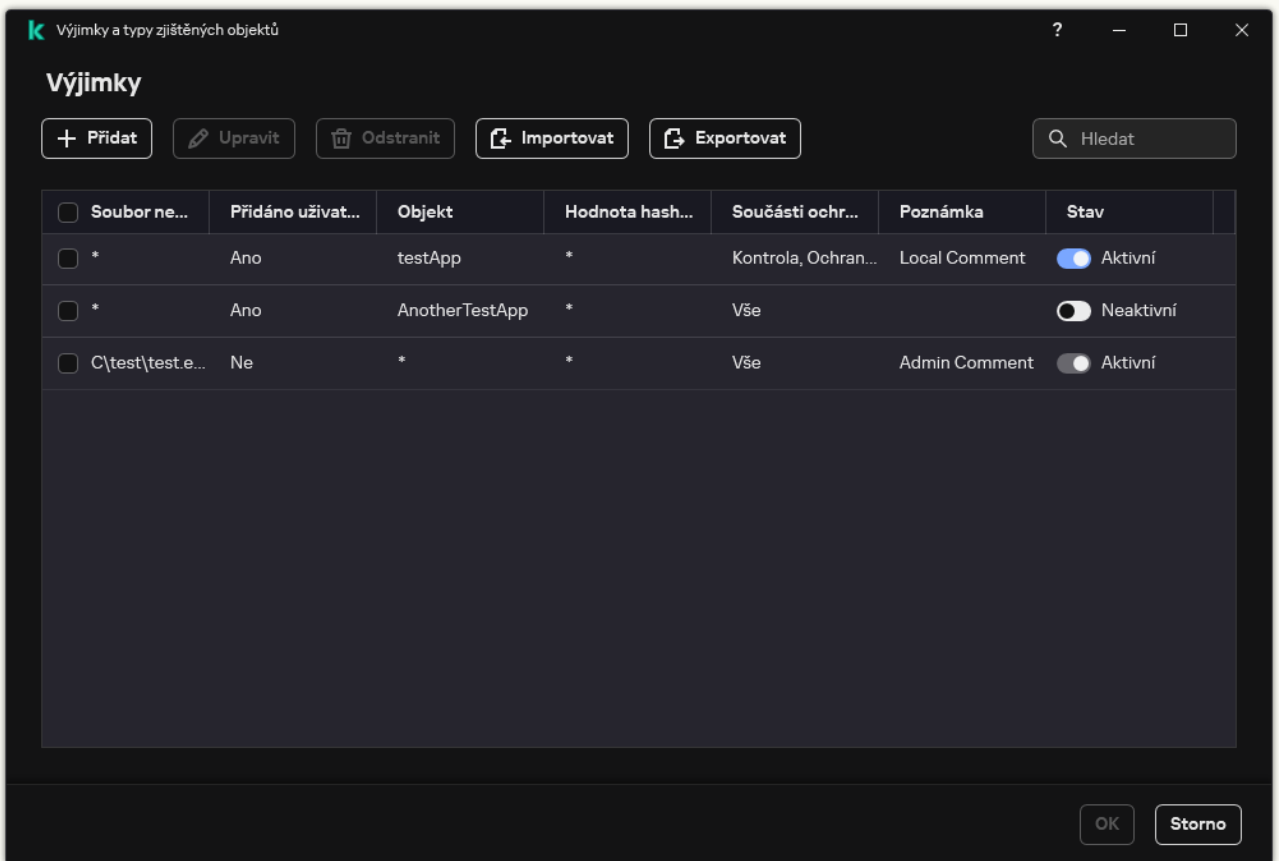 Výjimky a typy zjištěných objektů ?
Výjimky
Přidat Upravit Odstranit Importovat Exportovat Hledat
Soubor ne... Přidáno uživat... Objekt Hodnota hash... Součásti ochr... Poznámka Stav
* Ano testApp * Kontrola, Ochran... Local Comment Aktivní
* Ano AnotherTestApp * Vše Neaktivní
C\test\test.e... Ne * * Vše Admin Comment Aktivní
OK Storno